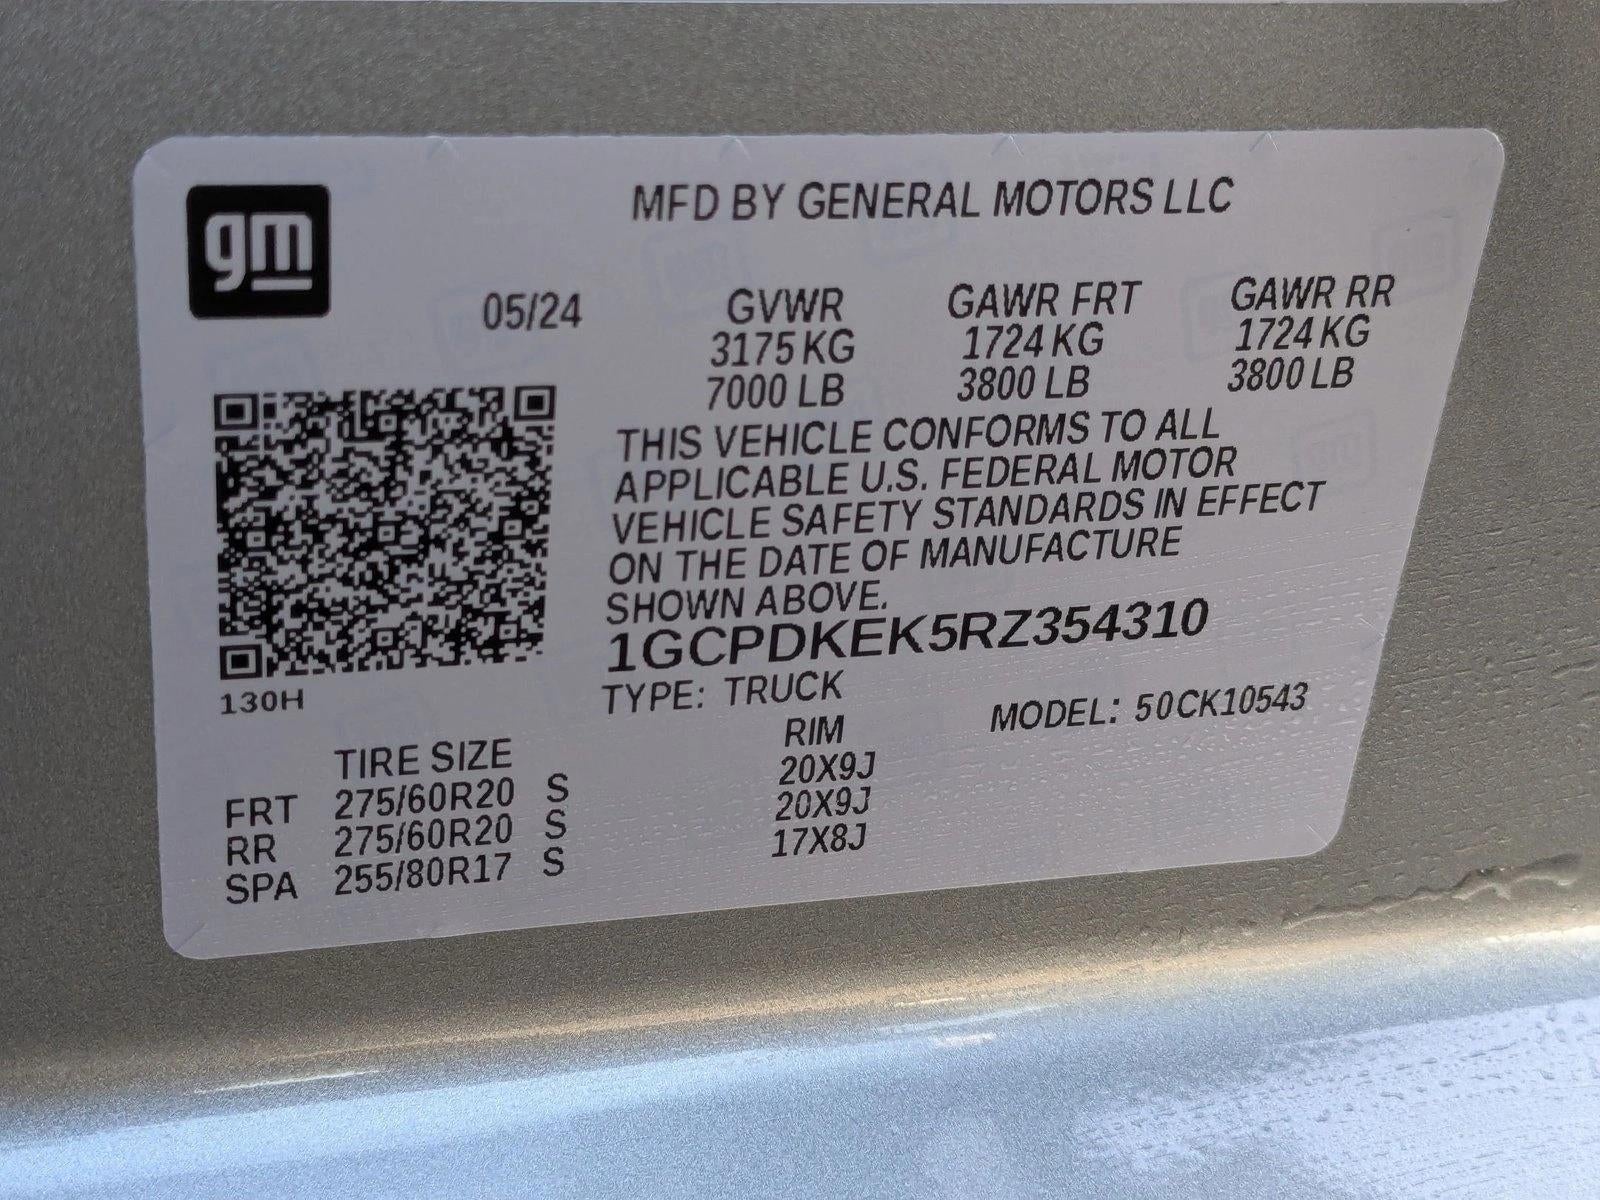 gm
MFD BY GENERAL MOTORS LLC
05/24
GVWR GAWR FRT GAWR RR
3175 KG 1724 KG 1724 KG
7000 LB 3800 LB 3800 LB
THIS VEHICLE CONFORMS TO ALL
APPLICABLE U.S. FEDERAL MOTOR
VEHICLE SAFETY STANDARDS IN EFFECT
ON THE DATE OF MANUFACTURE
SHOWN ABOVE.
1GCPDKEK5RZ354310
130H
TYPE: TRUCK MODEL: 50CK10543
TIRE SIZE RIM
FRT 275/60R20 S 20X9J
RR 275/60R20 S 20X9J
SPA 255/80R17 S 17X8J